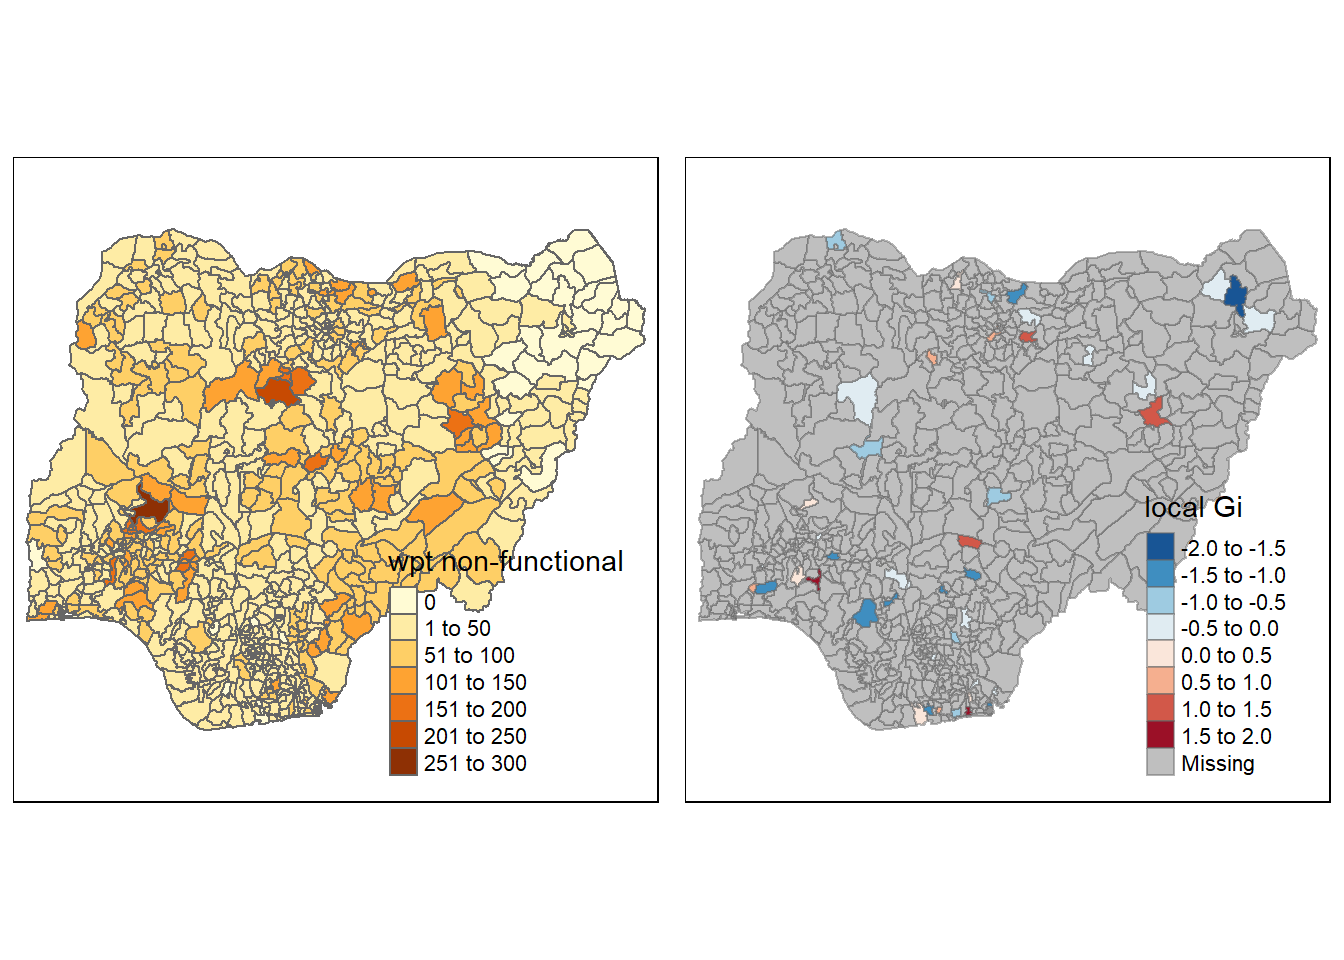 wpt non-functional
0
1 to 50
51 to 100
101 to 150
151 to 200
201 to 250
251 to 300
local Gi
-2.0 to -1.5
-1.5 to -1.0
-1.0 to -0.5
-0.5 to 0.0
0.0 to 0.5
0.5 to 1.0
1.0 to 1.5
1.5 to 2.0
Missing